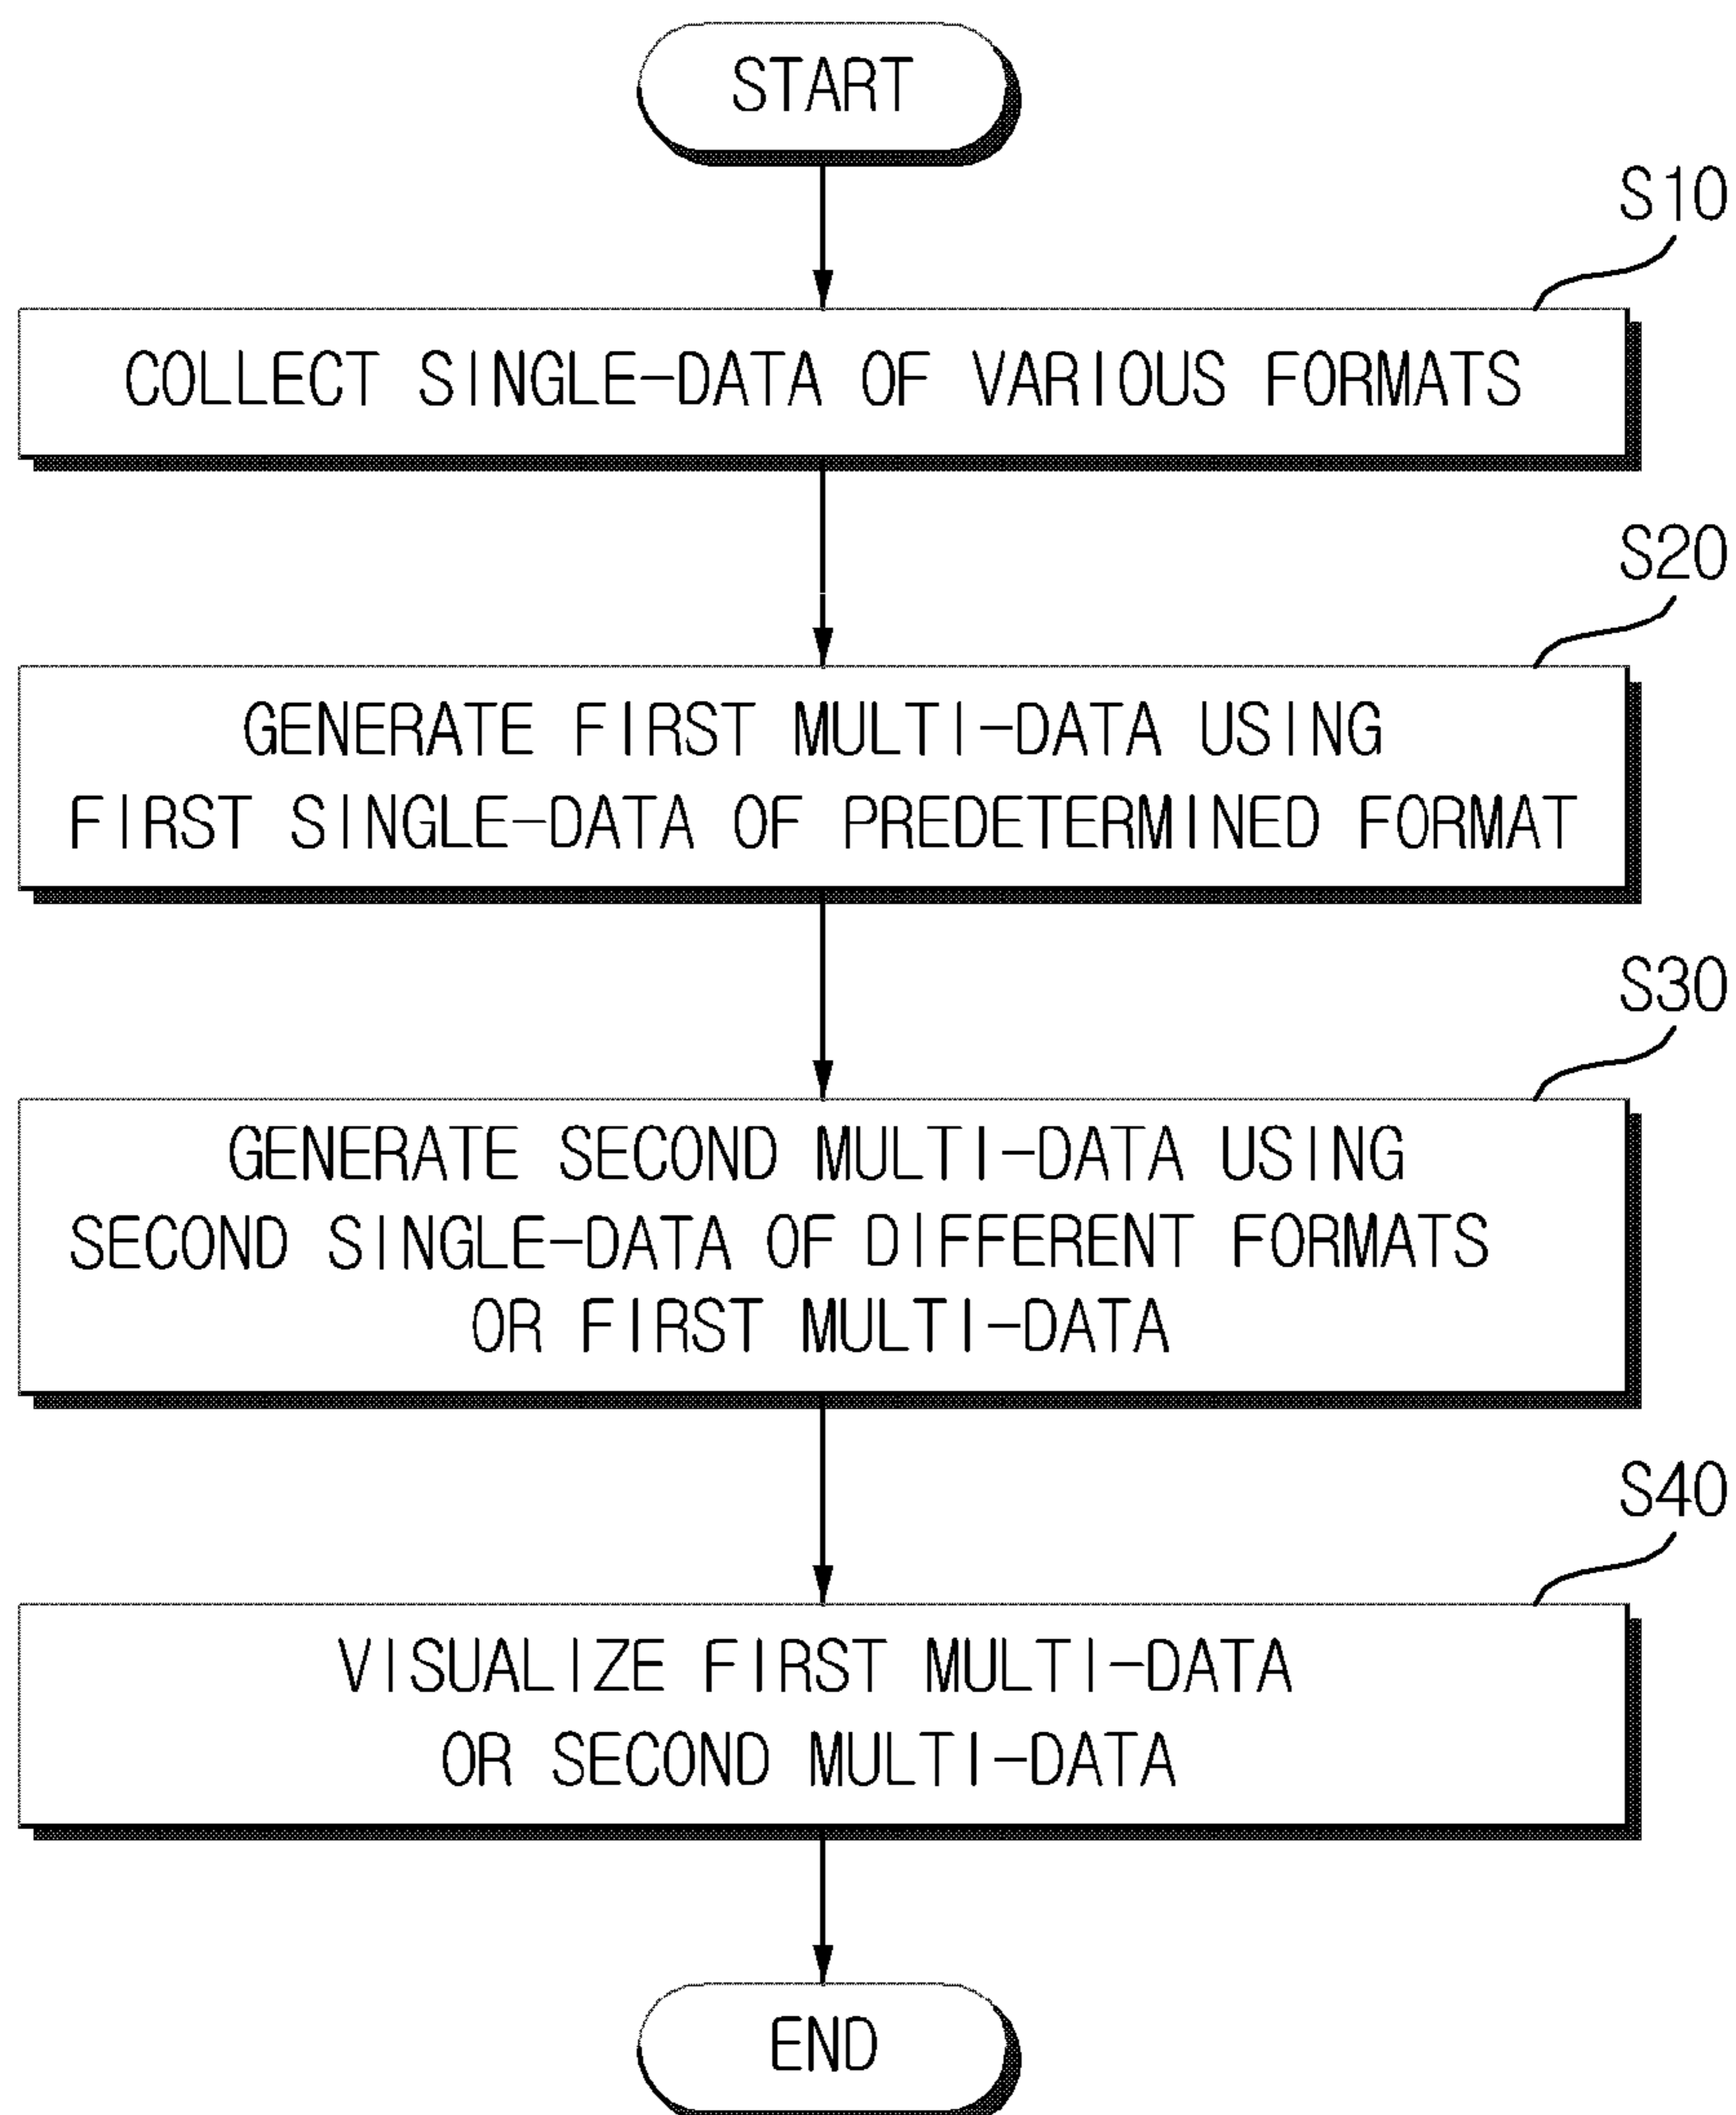 START
S10
COLLECT SINGLE-DATA OF VARIOUS FORMATS
S20
GENERATE FIRST MULTI-DATA USING
FIRST SINGLE-DATA OF PREDETERMINED FORMAT
S30
GENERATE SECOND MULTI-DATA USING
SECOND SINGLE-DATA OF DIFFERENT FORMATS
OR FIRST MULTI-DATA
S40
VISUALIZE FIRST MULTI-DATA
OR SECOND MULTI-DATA
END